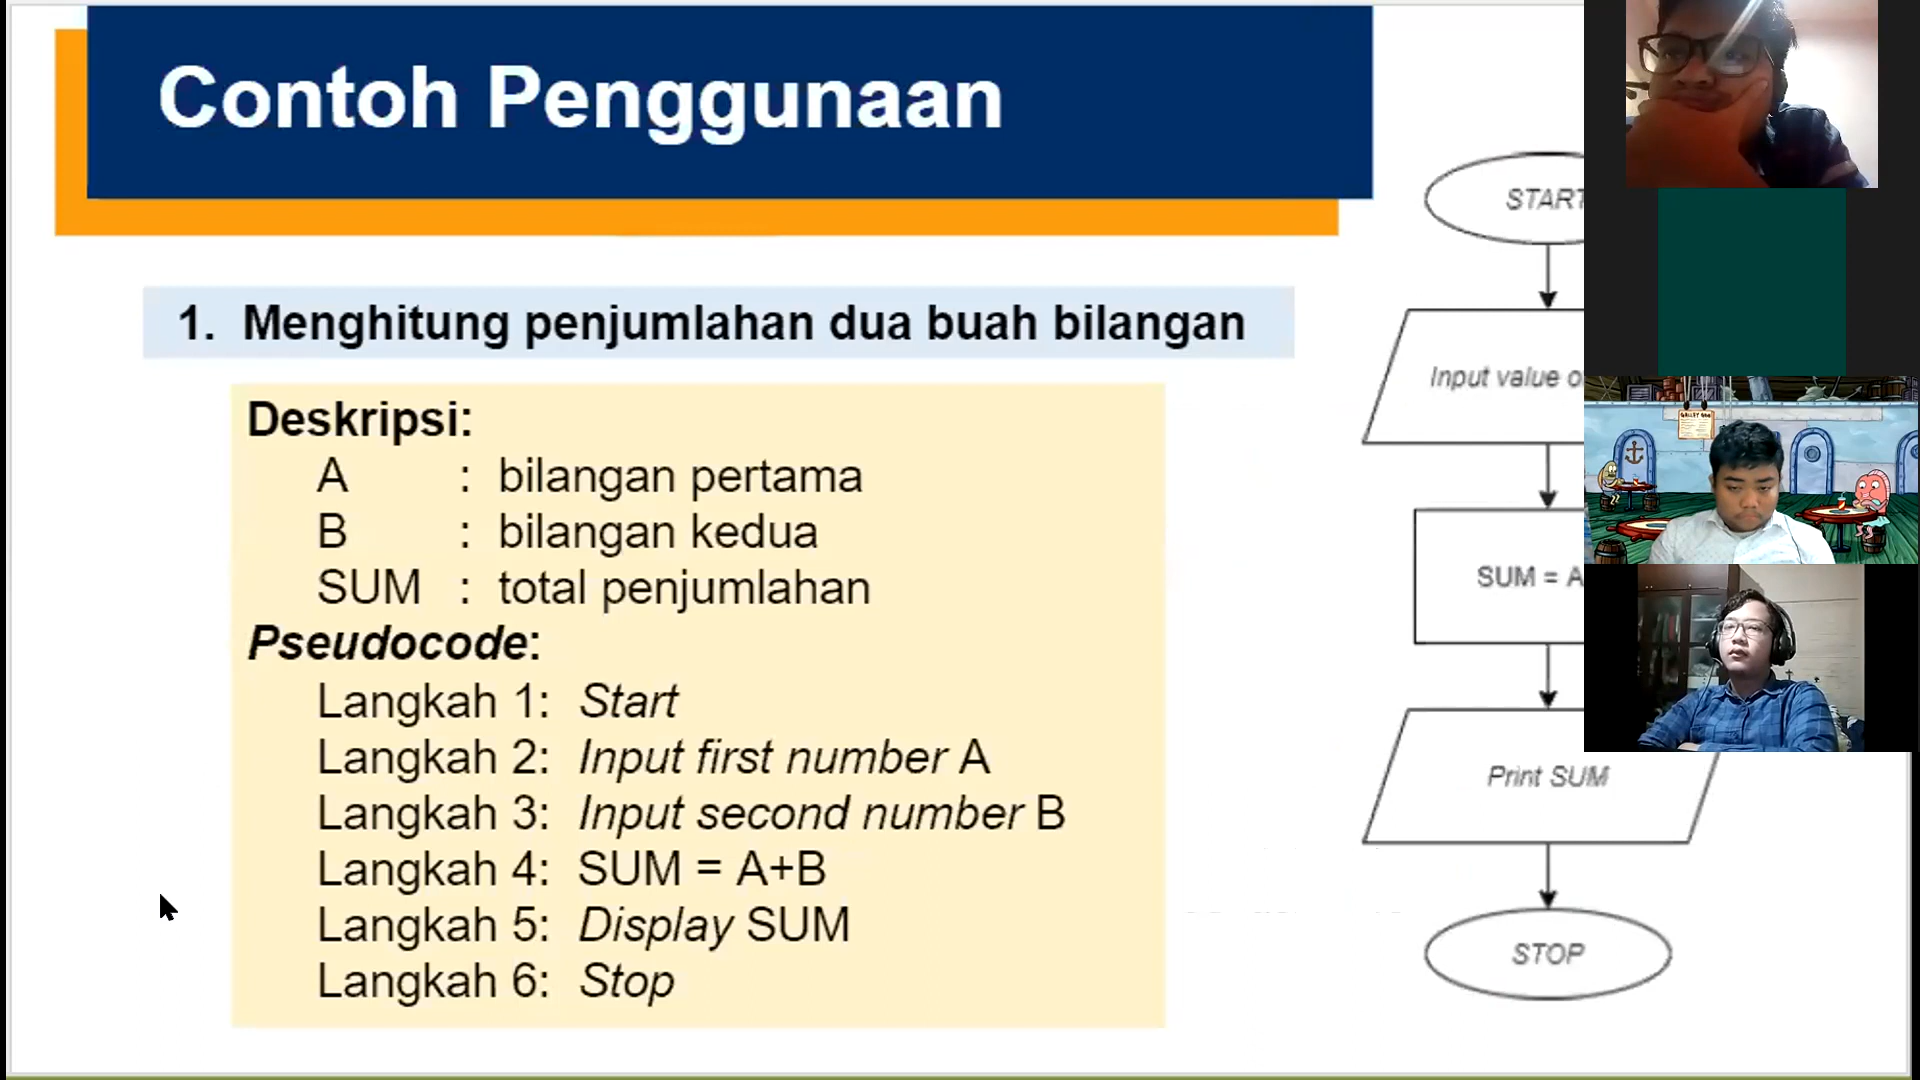 Contoh Penggunaan
1. Menghitung penjumlahan dua buah bilangan
Deskripsi:
A : bilangan pertama
B : bilangan kedua
SUM : total penjumlahan
Pseudocode:
Langkah 1: Start
Langkah 2: Input first number A
Langkah 3: Input second number B
Langkah 4: SUM = A+B
Langkah 5: Display SUM
Langkah 6: Stop
START
Input value
SUM = A
Print SUM
STOP